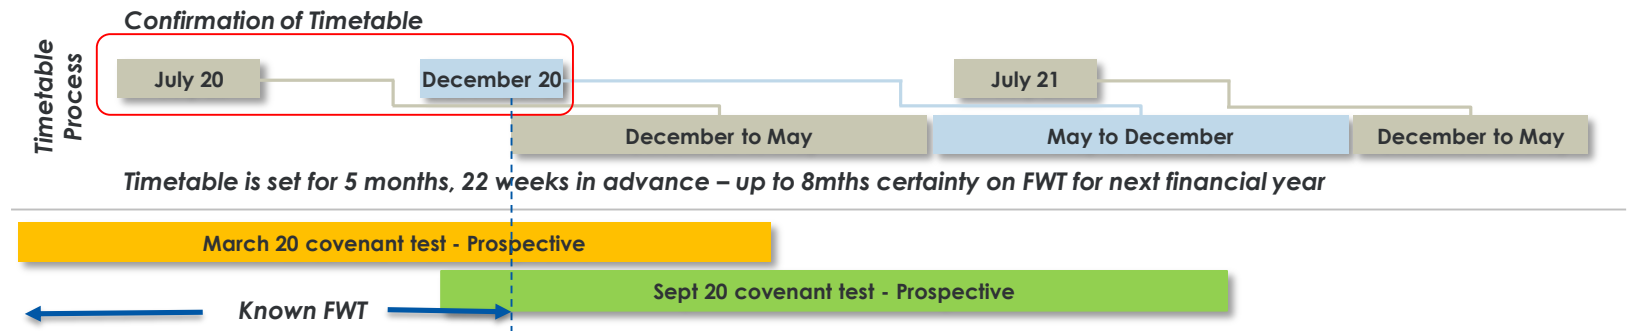 Confirmation of Timetable
Timetable
Process
July 20
December 20
July 21
December to May
May to December
December to May
Timetable is set for 5 months, 22 weeks in advance – up to 8mths certainty on FWT for next financial year
March 20 covenant test - Prospective
Sept 20 covenant test - Prospective
Known FWT